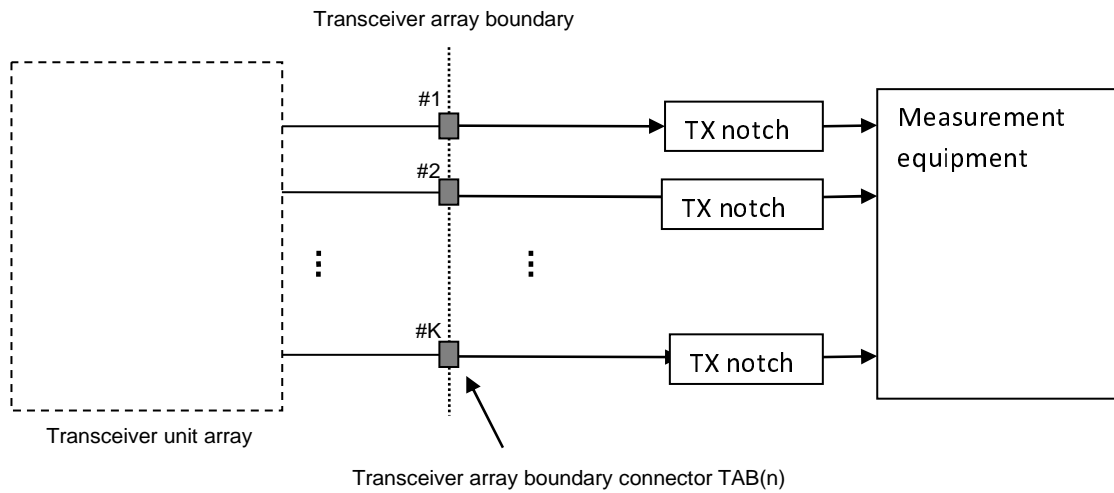 Transceiver array boundary
#1
TX notch
Measurement
equipment
#2
TX notch
#K
TX notch
Transceiver unit array
Transceiver array boundary connector TAB(n)